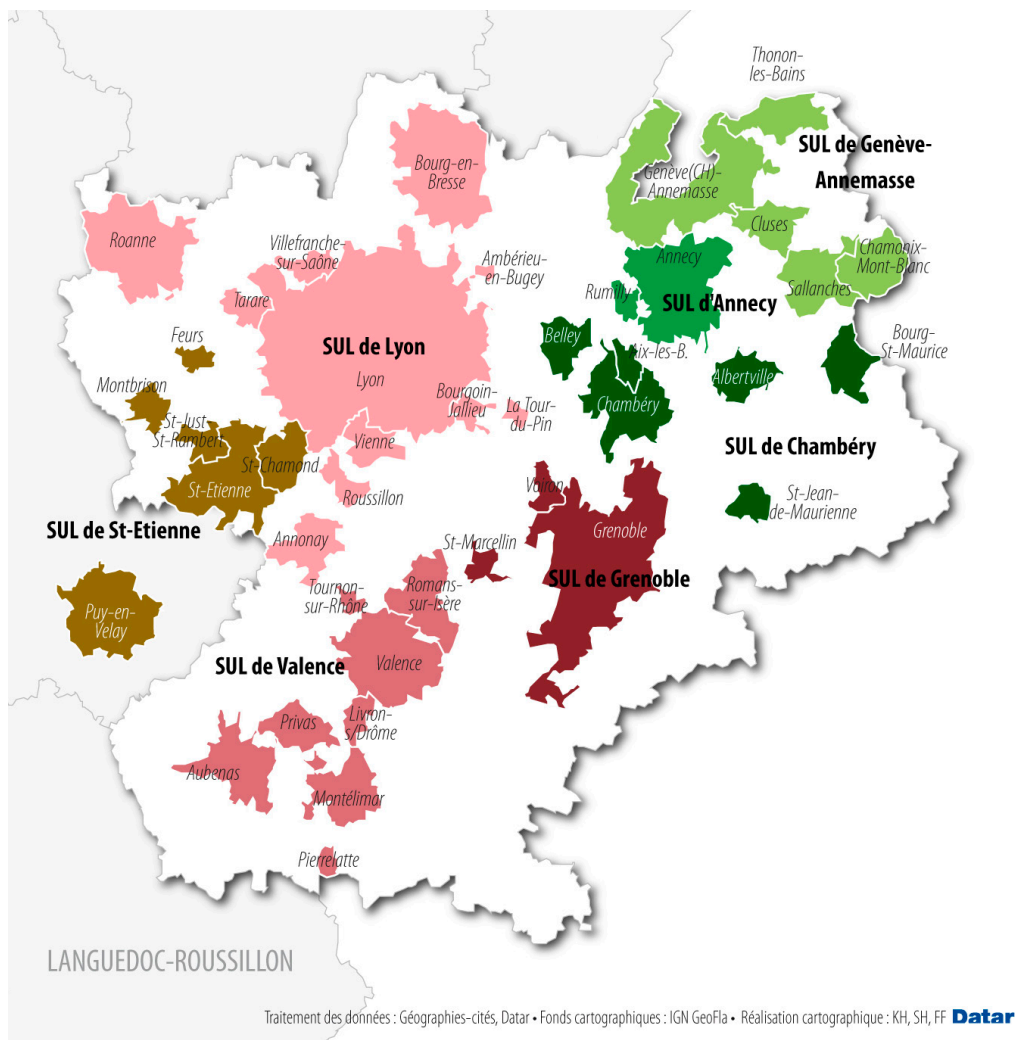 Thonon-
les-Bains
SUL de Genève-
Annemasse
Bourg-en-
Bresse
Genève(CH)-
Annemasse
Cluses
Roanne
Villefranche-
sur-Saône
Ambérieu-
en-Bugey
Annecy
Chamonix-
Mont-Blanc
Rumilly
Sallanches
SUL d'Annecy
Tarare
Feurs
SUL de Lyon
Lyon
Belley
Aix-les-B.
Bourg-
St-Maurice
Albertville
Montbrison
Bourgoin-
Jallieu
La Tour-
du-Pin
Chambéry
St-Just-
St-Rambert
Vienne
St-Chamond
SUL de Chambéry
St-Etienne
Roussillon
Voiron
St-Jean-
de-Maurienne
SUL de St-Etienne
Annonay
St-Marcellin
Grenoble
SUL de Grenoble
Tournon-
sur-Rhône
Romans-
sur-Isère
Puy-en-
Velay
SUL de Valence
Valence
Privas
Livron-
s/Drôme
Aubenas
Montélimar
Pierrelatte
LANGUEDOC-ROUSSILLON
Traitement des données : Géographies-cités, Datar • Fonds cartographiques : IGN GeoFla • Réalisation cartographique : KH, SH, FF Datar